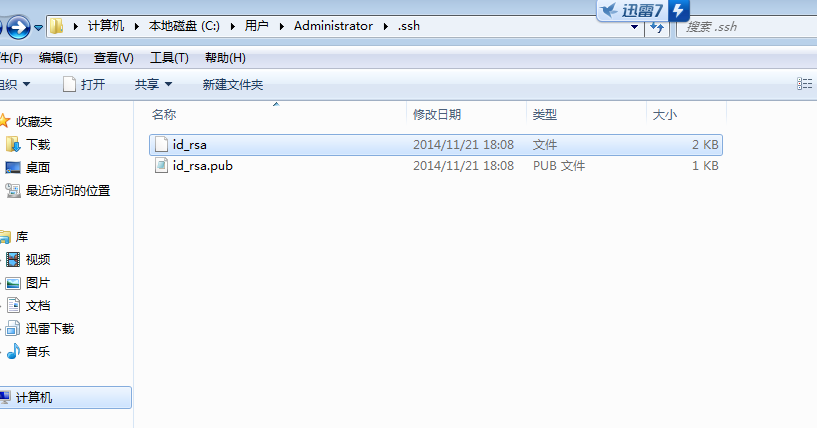 计算机 本地磁盘 (C:) 用户 Administrator .ssh 迅雷7 搜索 .ssh
件(F) 编辑(E) 查看(V) 工具(T) 帮助(H)
组织 打开 共享 新建文件夹
名称 修改日期 类型 大小
id_rsa 2014/11/21 18:08 文件 2 KB
id_rsa.pub 2014/11/21 18:08 PUB 文件 1 KB
收藏夹
下载
桌面
最近访问的位置
库
视频
图片
文档
迅雷下载
音乐
计算机